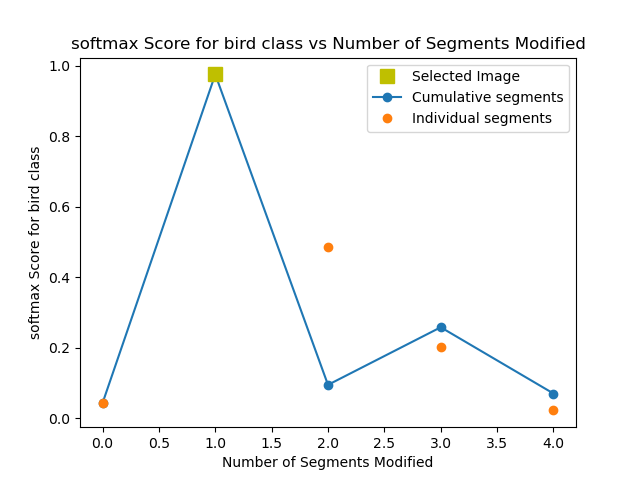 softmax Score for bird class vs Number of Segments Modified
Selected Image
Cumulative segments
Individual segments
softmax Score for bird class
1.0
0.8
0.6
0.4
0.2
0.0
0.0 0.5 1.0 1.5 2.0 2.5 3.0 3.5 4.0
Number of Segments Modified